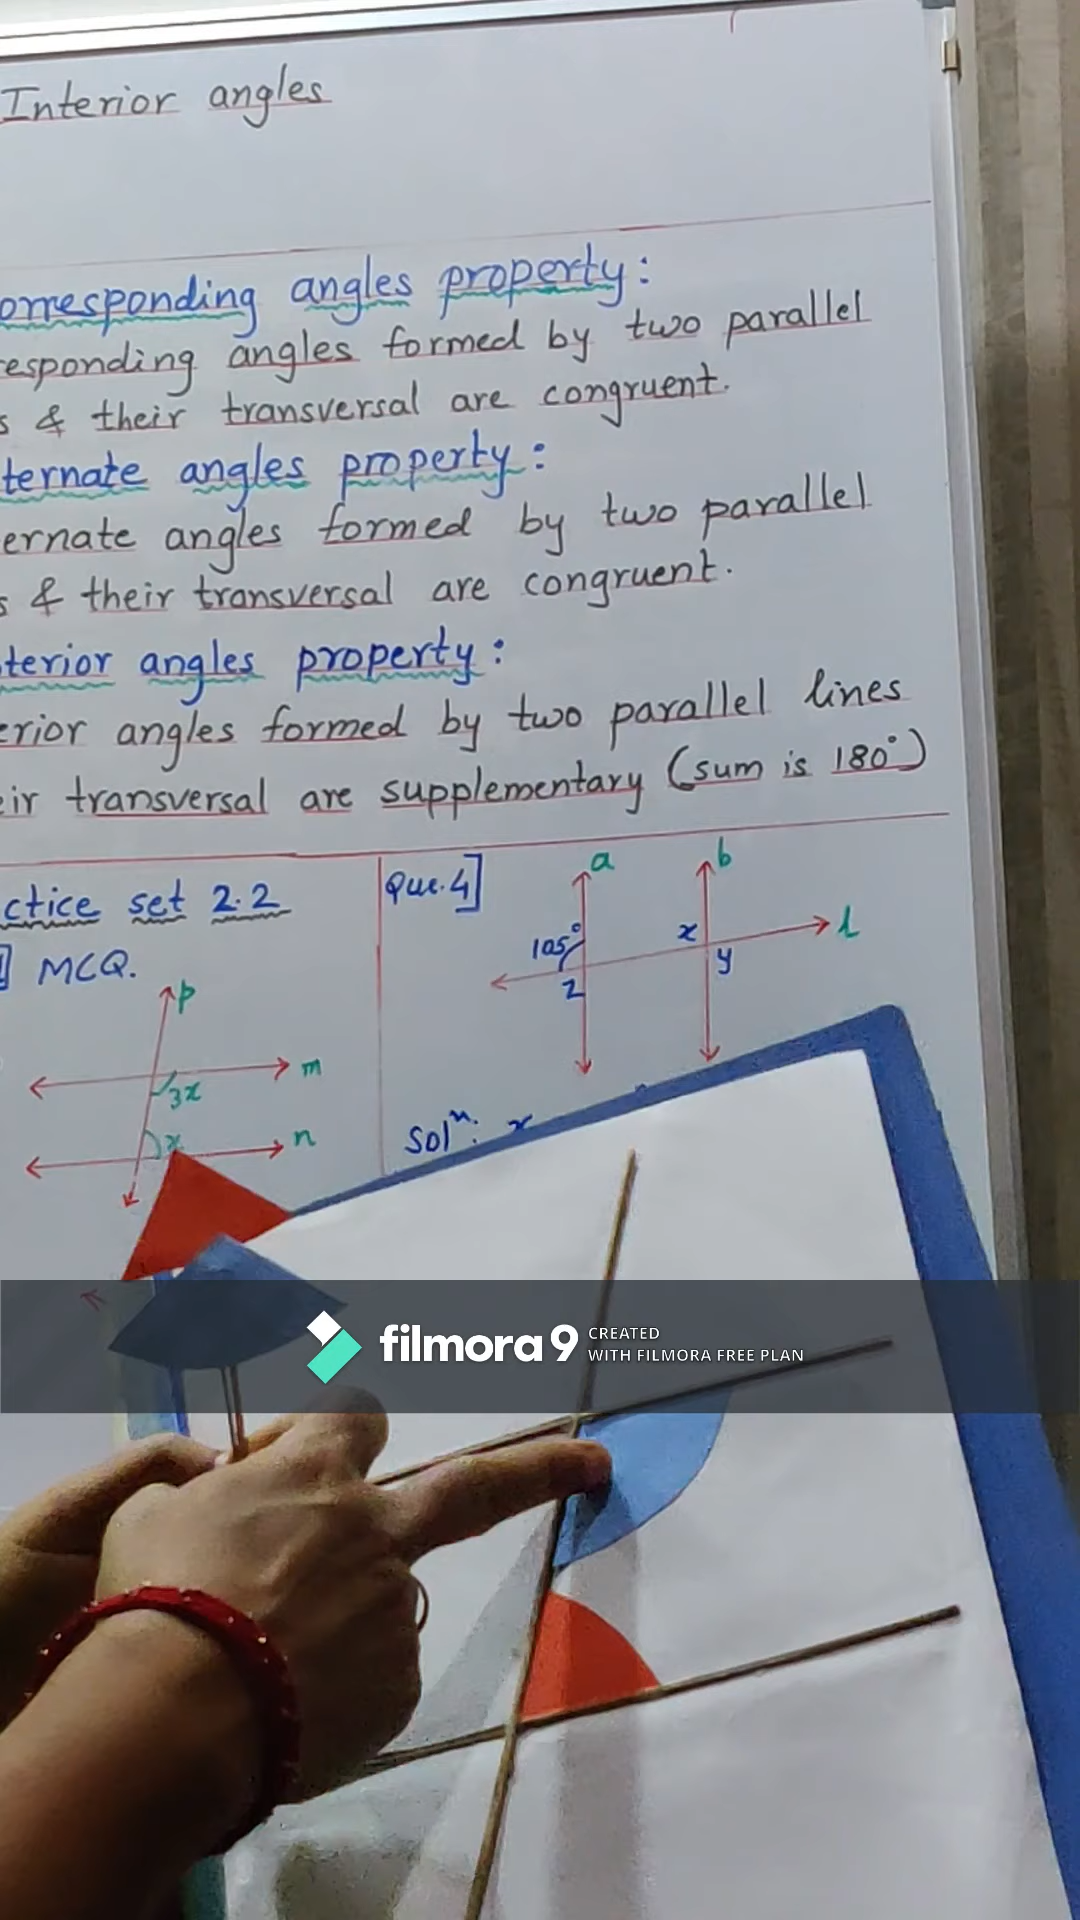 Interior angles
orresponding angles property:
responding angles formed by two parallel
s & their transversal are congruent.
ternate angles property:
ernate angles formed by two parallel
s & their transversal are congruent.
terior angles property:
erior angles formed by two parallel lines
eir transversal are supplementary (sum is 180°)
ctice set 2.2
] MCQ.
p
m
3x
x
n
Que.4]
a
b
l
105°
x
y
z
Solⁿ: x
filmora9 CREATED
WITH FILMORA FREE PLAN